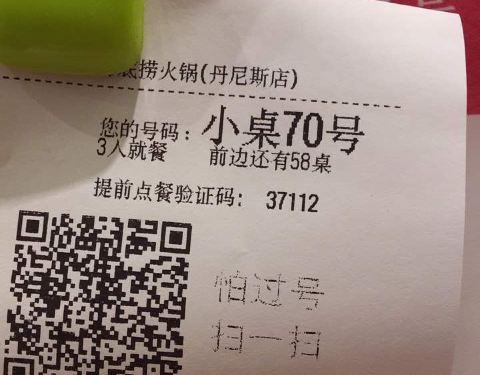 底捞火锅(丹尼斯店)
您的号码：小桌70号
3人就餐 前边还有58桌
提前点餐验证码： 37112
怕过号
扫一扫